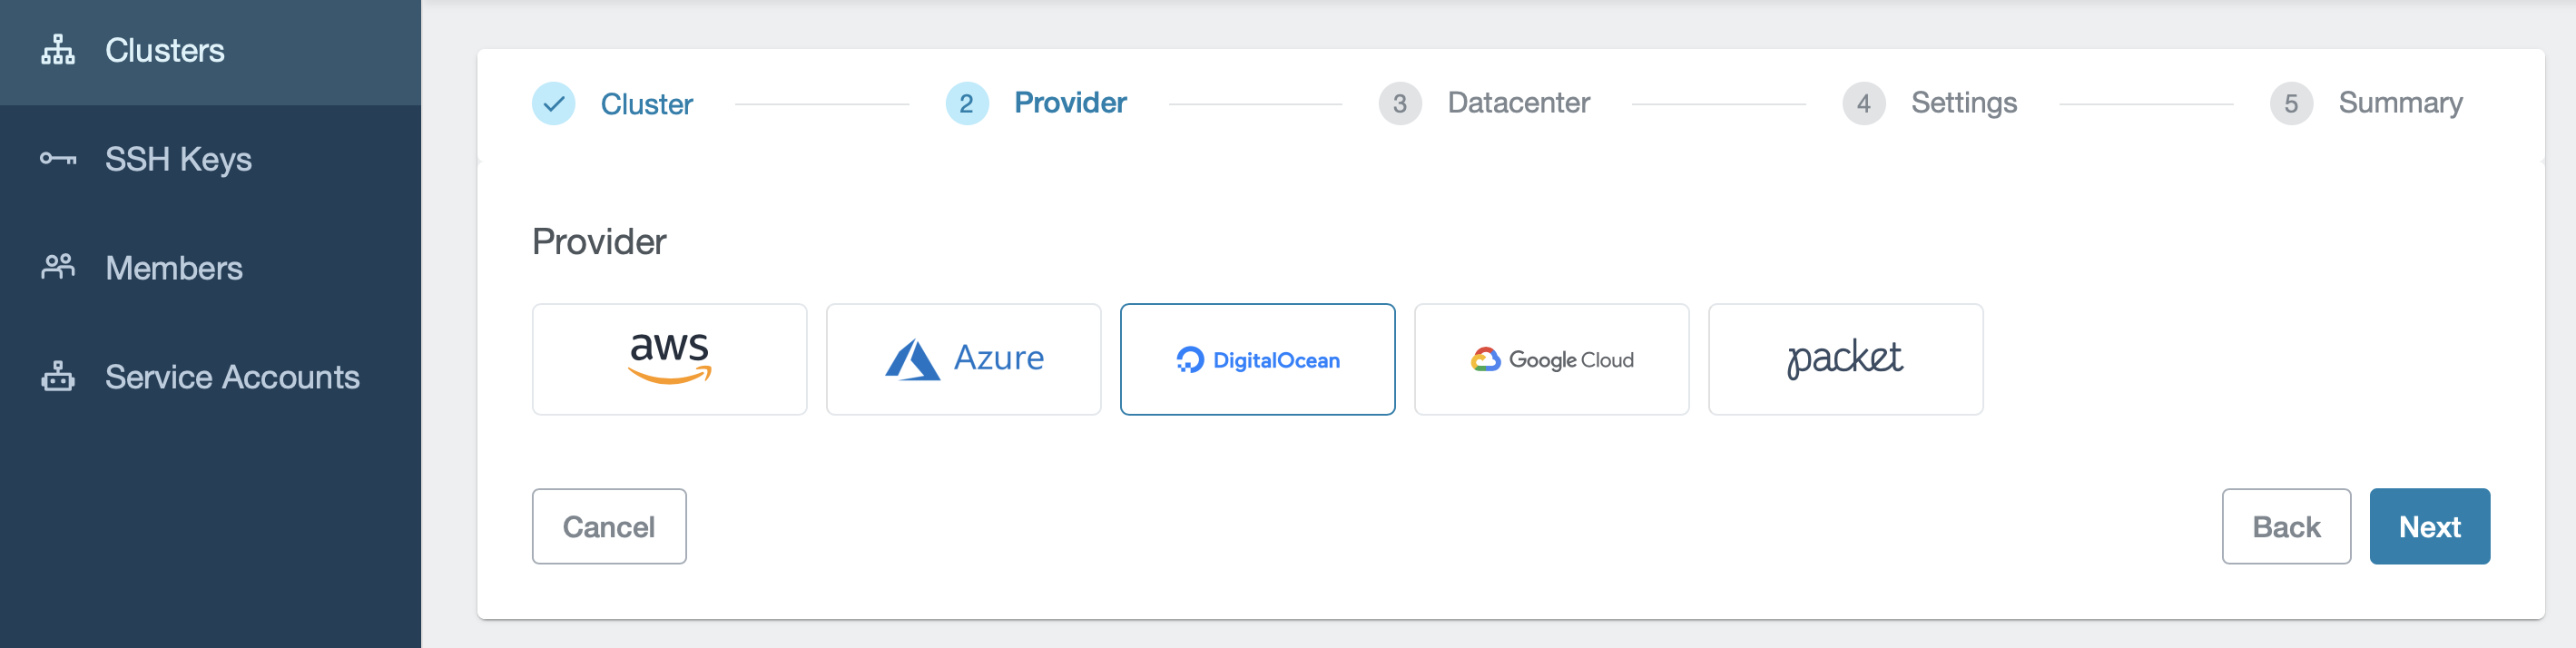 Clusters
SSH Keys
Members
Service Accounts
Cluster
2 Provider
3 Datacenter
4 Settings
5 Summary
Provider
aws
Azure
DigitalOcean
Google Cloud
packet
Cancel
Back
Next